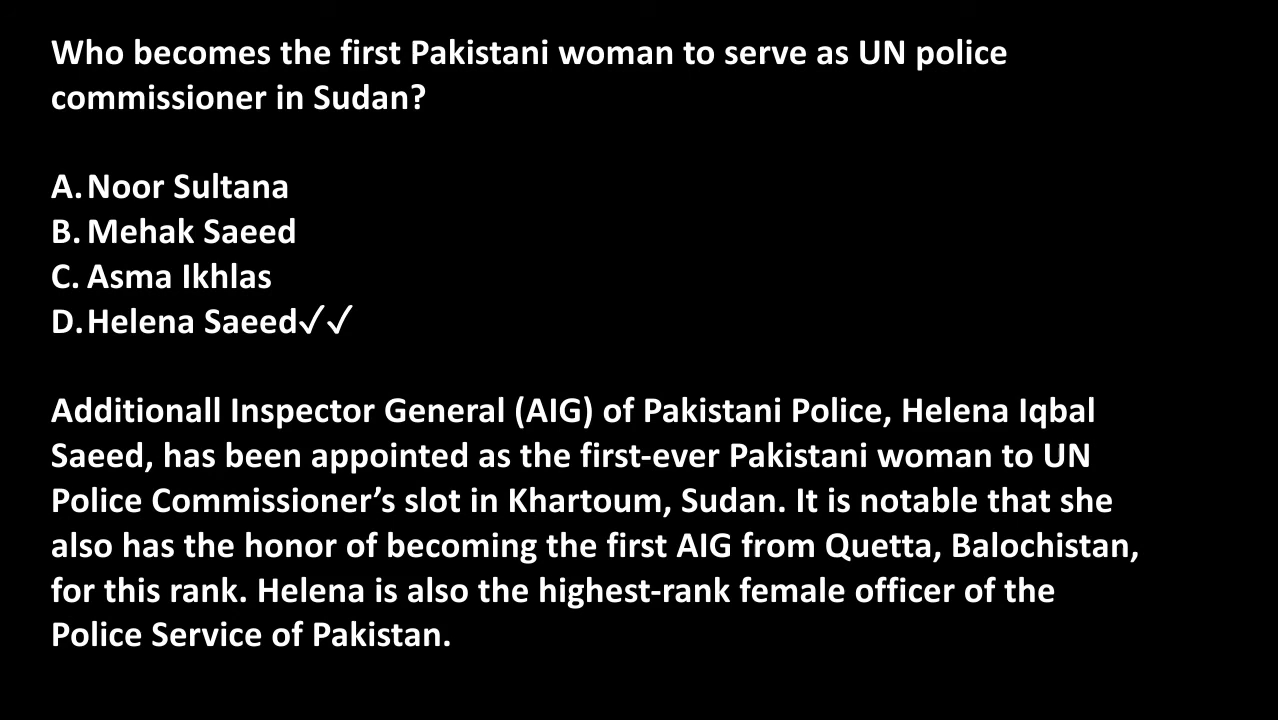 Who becomes the first Pakistani woman to serve as UN police
commissioner in Sudan?
A. Noor Sultana
B. Mehak Saeed
C. Asma Ikhlas
D. Helena Saeed✓✓
Additionall Inspector General (AIG) of Pakistani Police, Helena Iqbal
Saeed, has been appointed as the first-ever Pakistani woman to UN
Police Commissioner’s slot in Khartoum, Sudan. It is notable that she
also has the honor of becoming the first AIG from Quetta, Balochistan,
for this rank. Helena is also the highest-rank female officer of the
Police Service of Pakistan.